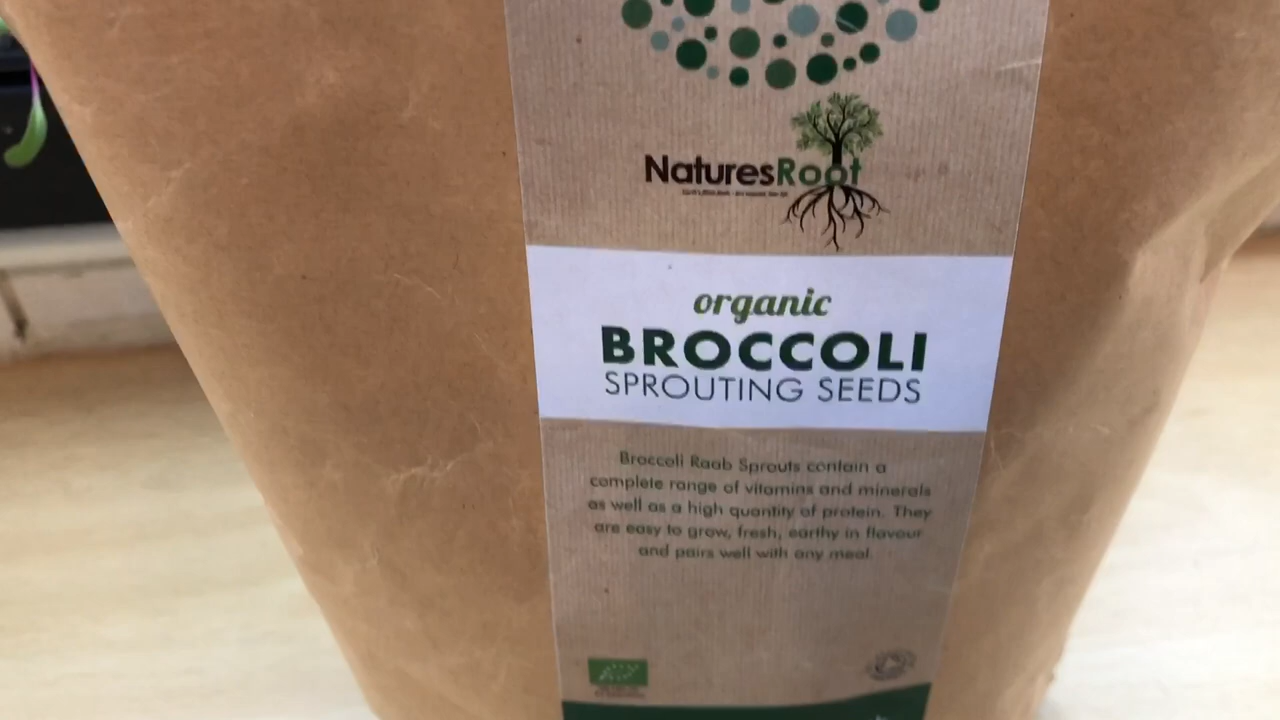 NaturesRoot
organic
BROCCOLI
SPROUTING SEEDS
Broccoli Raab Sprouts contain a
complete range of vitamins and minerals
as well as a high quantity of protein. They
are easy to grow, fresh, earthy in flavour
and pairs well with any meal.